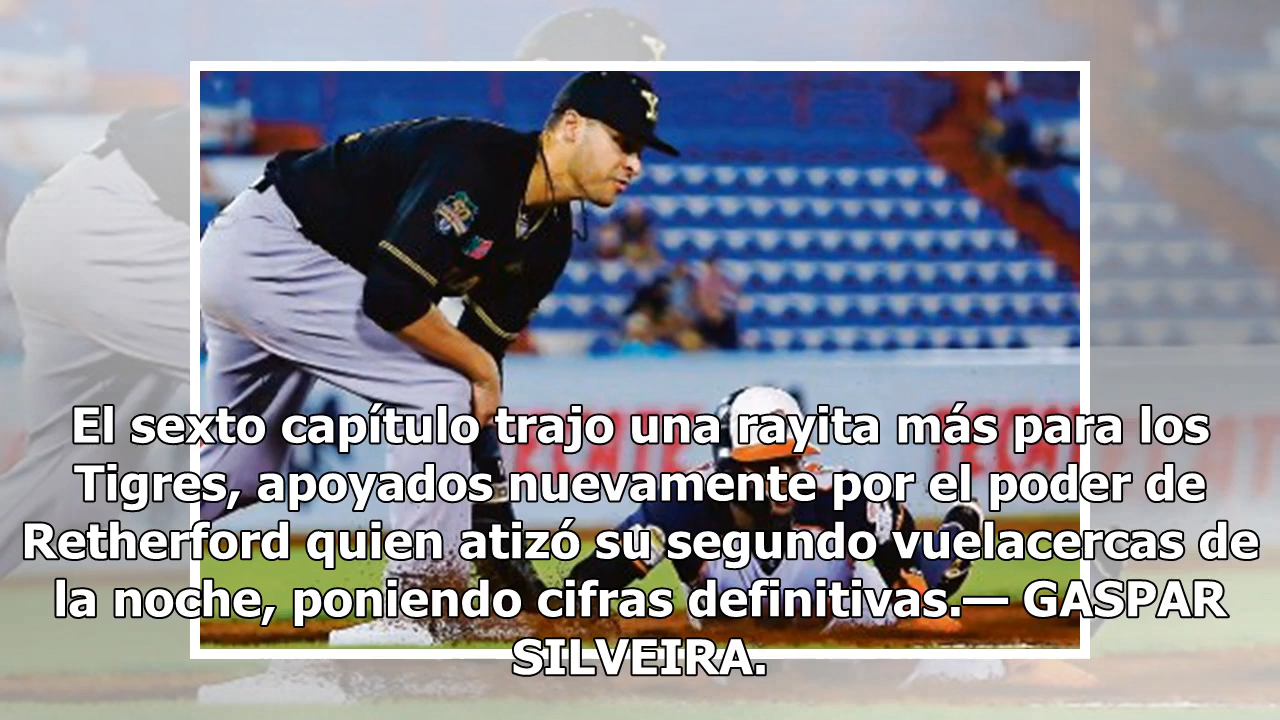 Y
El sexto capítulo trajo una rayita más para los
Tigres, apoyados nuevamente por el poder de
Retherford quien atizó su segundo vuelacercas de
la noche, poniendo cifras definitivas.— GASPAR
SILVEIRA.